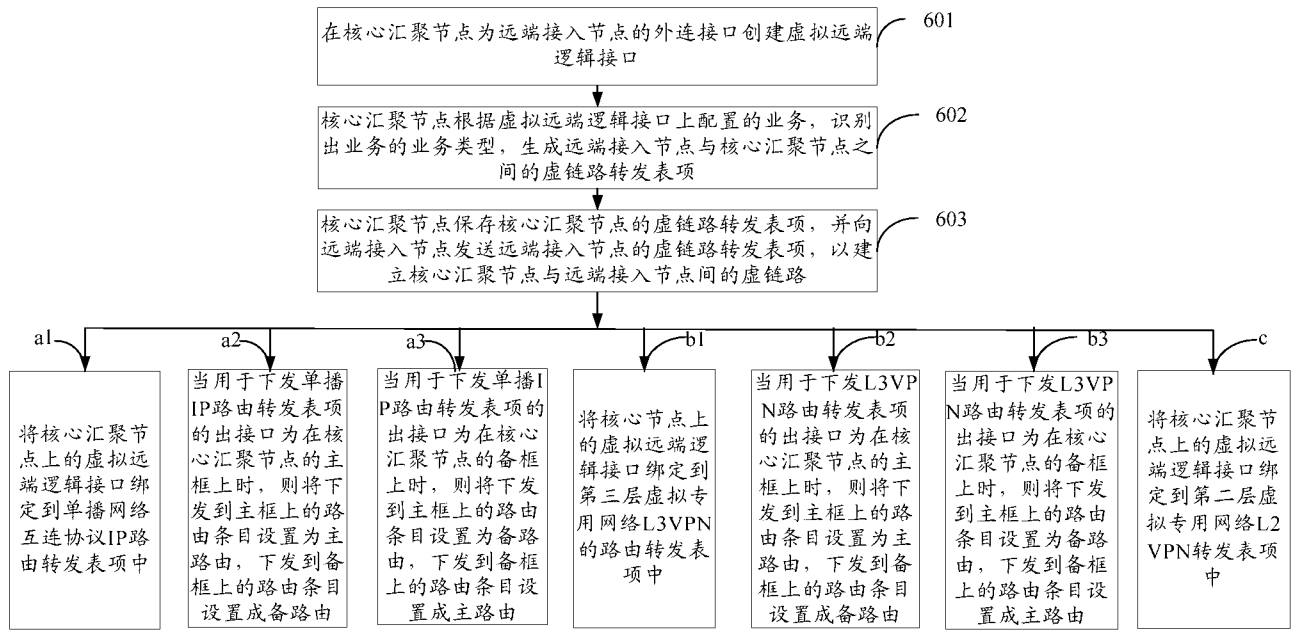 在核心汇聚节点为远端接入节点的外连接口创建虚拟远端
逻辑接口
601
核心汇聚节点根据虚拟远端逻辑接口上配置的业务，识别
出业务的业务类型，生成远端接入节点与核心汇聚节点之
间的虚链路转发表项
602
核心汇聚节点保存核心汇聚节点的虚链路转发表项，并向
远端接入节点发送远端接入节点的虚链路转发表项，以建
立核心汇聚节点与远端接入节点间的虚链路
603
a1
将核心汇聚节
点上的虚拟远
端逻辑接口绑
定到单播网络
互连协议IP路
由转发表项中
a2
当用于下发单播
IP路由转发表项
的出接口为在核
心汇聚节点的主
框上时，则将下
发到主框上的路
由条目设置为主
路由，下发到备
框上的路由条目
设置成备路由
a3
当用于下发单播I
P路由转发表项的
出接口为在核心
汇聚节点的备框
上时，则将下发
到主框上的路由
条目设置为备路
由，下发到备框
上的路由条目设
置成主路由
b1
将核心节点上
的虚拟远端逻
辑接口绑定到
第三层虚拟专
用网络L3VPN
的路由转发表
项中
b2
当用于下发L3VP
N路由转发表项
的出接口为在核
心汇聚节点的主
框上时，则将下
发到主框上的路
由条目设置为主
路由，下发到备
框上的路由条目
设置成备路由
b3
当用于下发L3VP
N路由转发表项的
出接口为在核心
汇聚节点的备框
上时，则将下发
到主框上的路由
条目设置为备路
由，下发到备框
上的路由条目设
置成主路由
c
将核心汇聚节
点上的虚拟远
端逻辑接口绑
定到第二层虚
拟专用网络L2
VPN转发表项
中